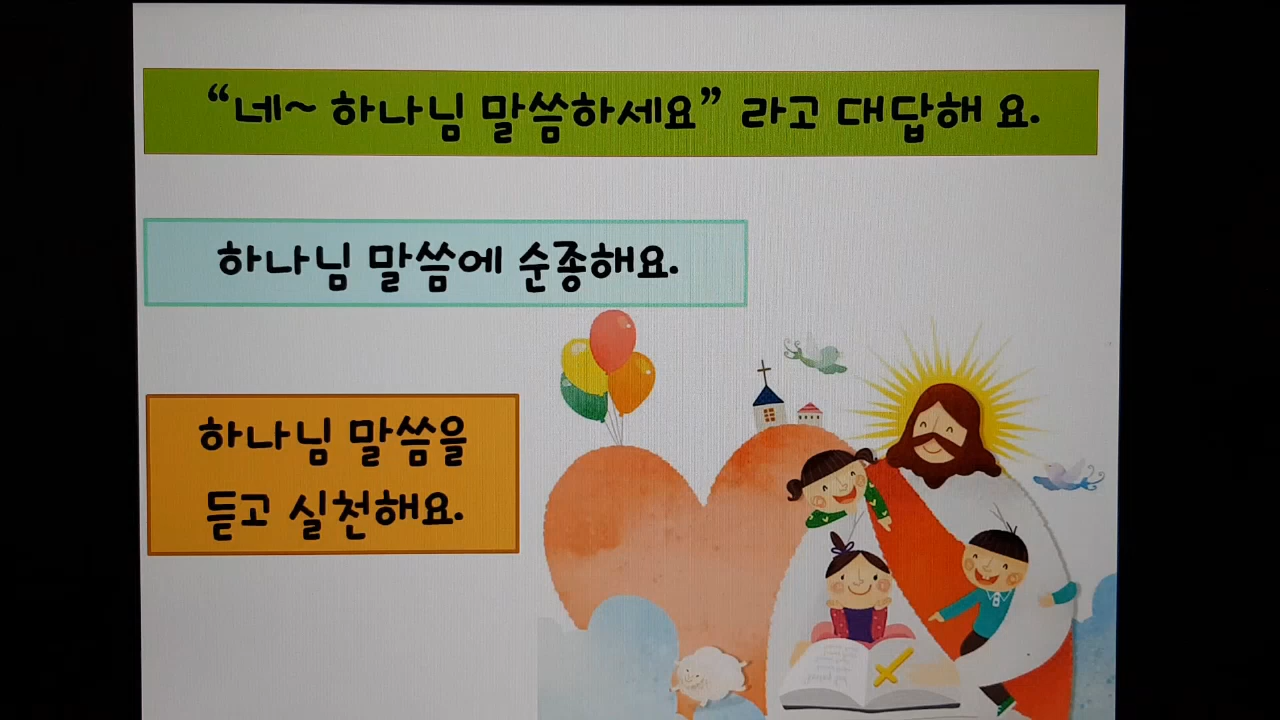 “네~ 하나님 말씀하세요” 라고 대답해 요.
하나님 말씀에 순종해요.
하나님 말씀을
듣고 실천해요.